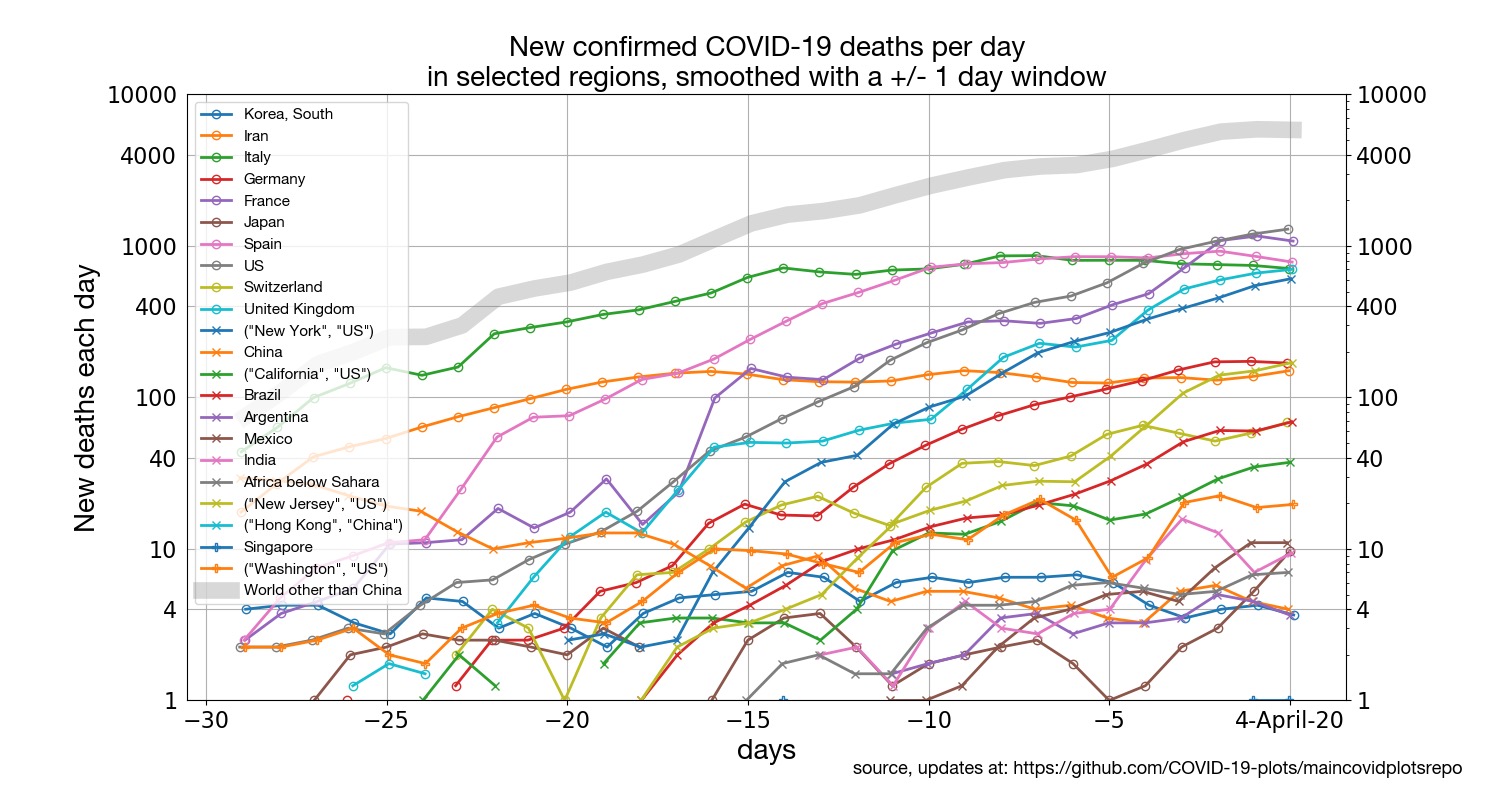 New confirmed COVID-19 deaths per day
in selected regions, smoothed with a +/- 1 day window
New deaths each day
10000
4000
1000
400
100
40
10
4
1
Korea, South
Iran
Italy
Germany
France
Japan
Spain
US
Switzerland
United Kingdom
("New York", "US")
China
("California", "US")
Brazil
Argentina
Mexico
India
Africa below Sahara
("New Jersey", "US")
("Hong Kong", "China")
Singapore
("Washington", "US")
World other than China
10000
4000
1000
400
100
40
10
4
1
−30 −25 −20 −15 −10 −5 4-April-20
days
source, updates at: https://github.com/COVID-19-plots/maincovidplotsrepo